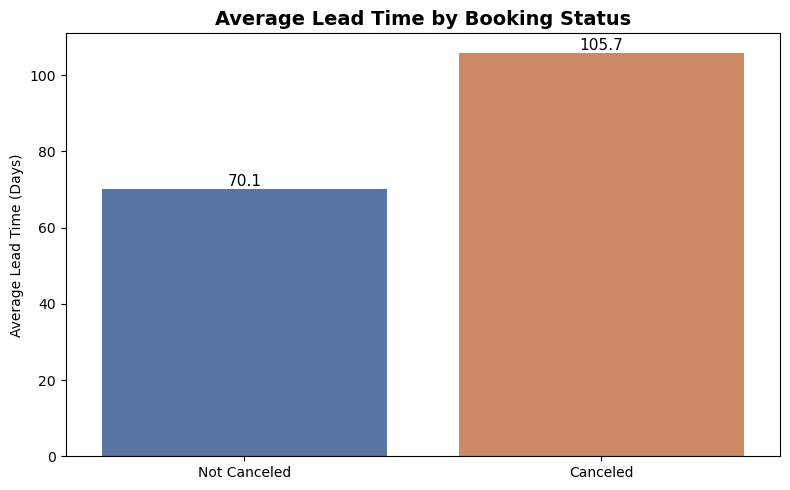 Average Lead Time by Booking Status
105.7
100
80
70.1
60
40
20
0
Average Lead Time (Days)
Not Canceled
Canceled